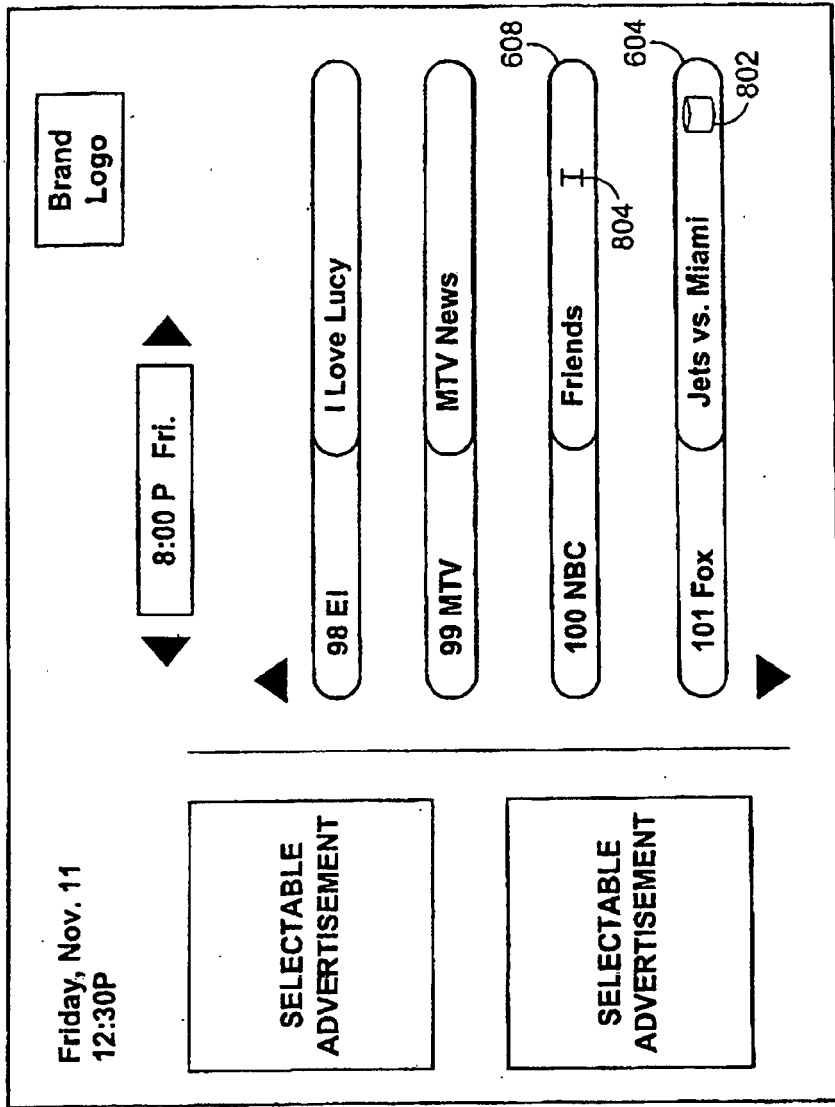 Friday, Nov. 11
12:30P
Brand
Logo
8:00 P Fri.
SELECTABLE
ADVERTISEMENT
SELECTABLE
ADVERTISEMENT
98 EI
I Love Lucy
99 MTV
MTV News
100 NBC
Friends
608
804
101 Fox
Jets vs. Miami
604
802